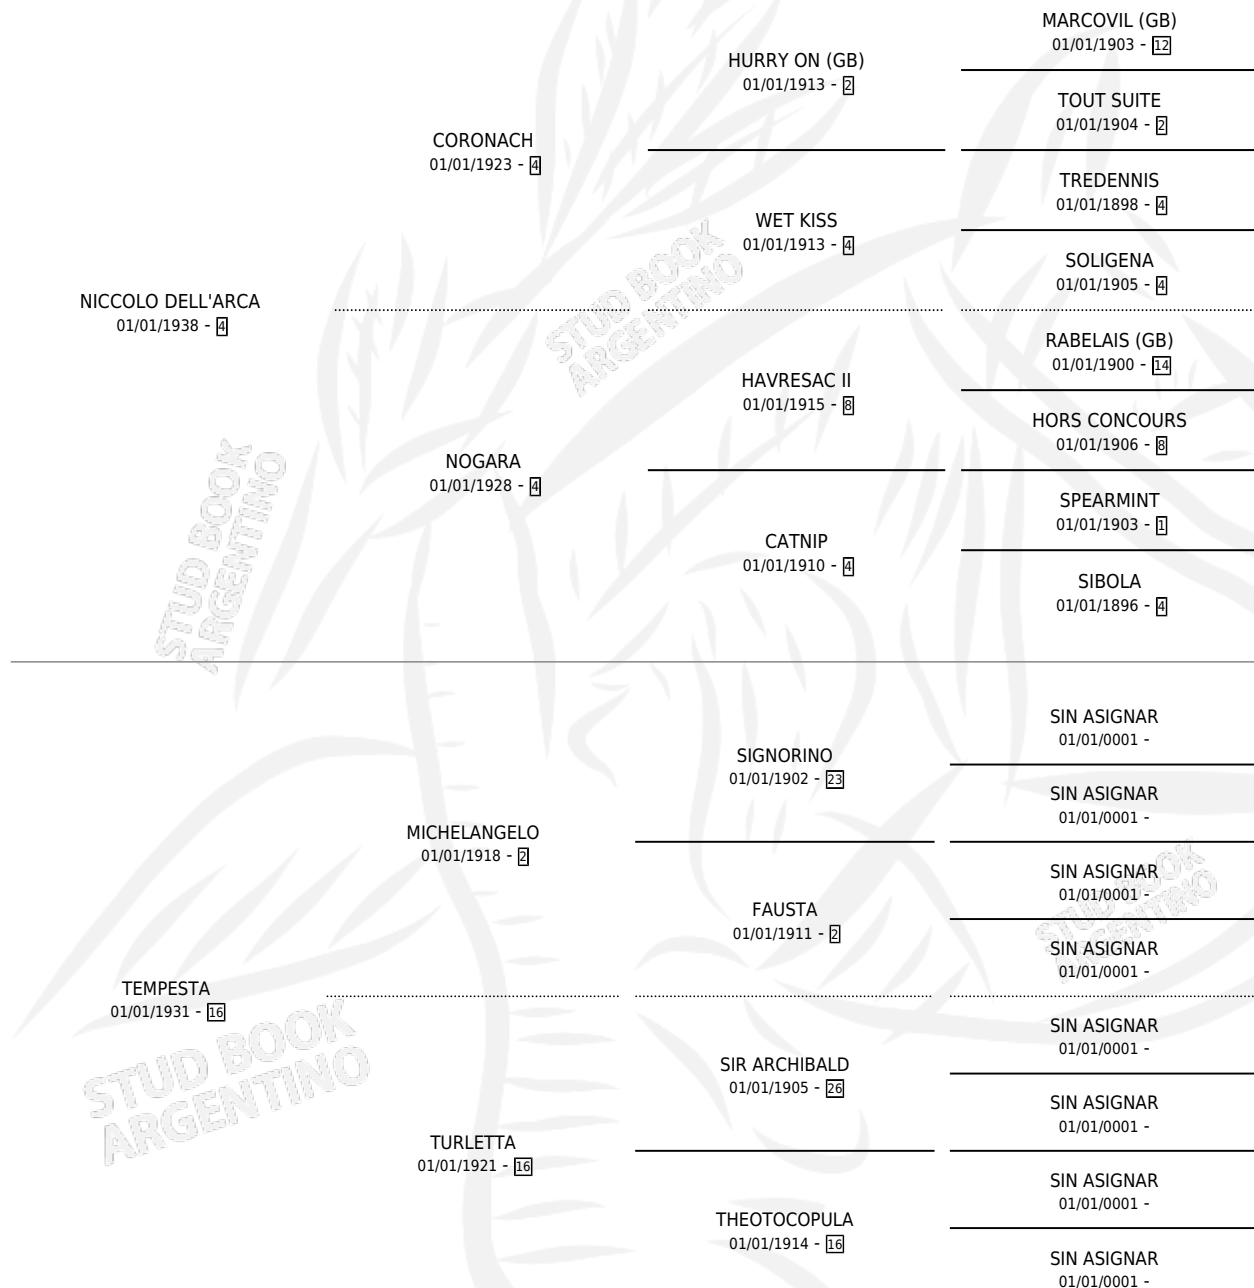 MARCOVIL (GB)
01/01/1903 - 12
HURRY ON (GB)
01/01/1913 - 2
TOUT SUITE
01/01/1904 - 2
CORONACH
01/01/1923 - 4
TREDENNIS
01/01/1898 - 4
WET KISS
01/01/1913 - 4
SOLIGENA
01/01/1905 - 4
NICCOLO DELL'ARCA
01/01/1938 - 4
RABELAIS (GB)
01/01/1900 - 14
HAVRESAC II
01/01/1915 - 8
HORS CONCOURS
01/01/1906 - 8
NOGARA
01/01/1928 - 4
SPEARMINT
01/01/1903 - 1
CATNIP
01/01/1910 - 4
SIBOLA
01/01/1896 - 4
SIN ASIGNAR
01/01/0001 -
SIGNORINO
01/01/1902 - 23
SIN ASIGNAR
01/01/0001 -
MICHELANGELO
01/01/1918 - 2
SIN ASIGNAR
01/01/0001 -
FAUSTA
01/01/1911 - 2
SIN ASIGNAR
01/01/0001 -
TEMPESTA
01/01/1931 - 16
SIN ASIGNAR
01/01/0001 -
SIR ARCHIBALD
01/01/1905 - 26
SIN ASIGNAR
01/01/0001 -
TURLETTA
01/01/1921 - 16
SIN ASIGNAR
01/01/0001 -
THEOTOCOPULA
01/01/1914 - 16
SIN ASIGNAR
01/01/0001 -
STUD BOOK
ARGENTINO
STUD BOOK
ARGENTINO
STUD BOOK
ARGENTINO
STUD BOOK
ARGENTINO